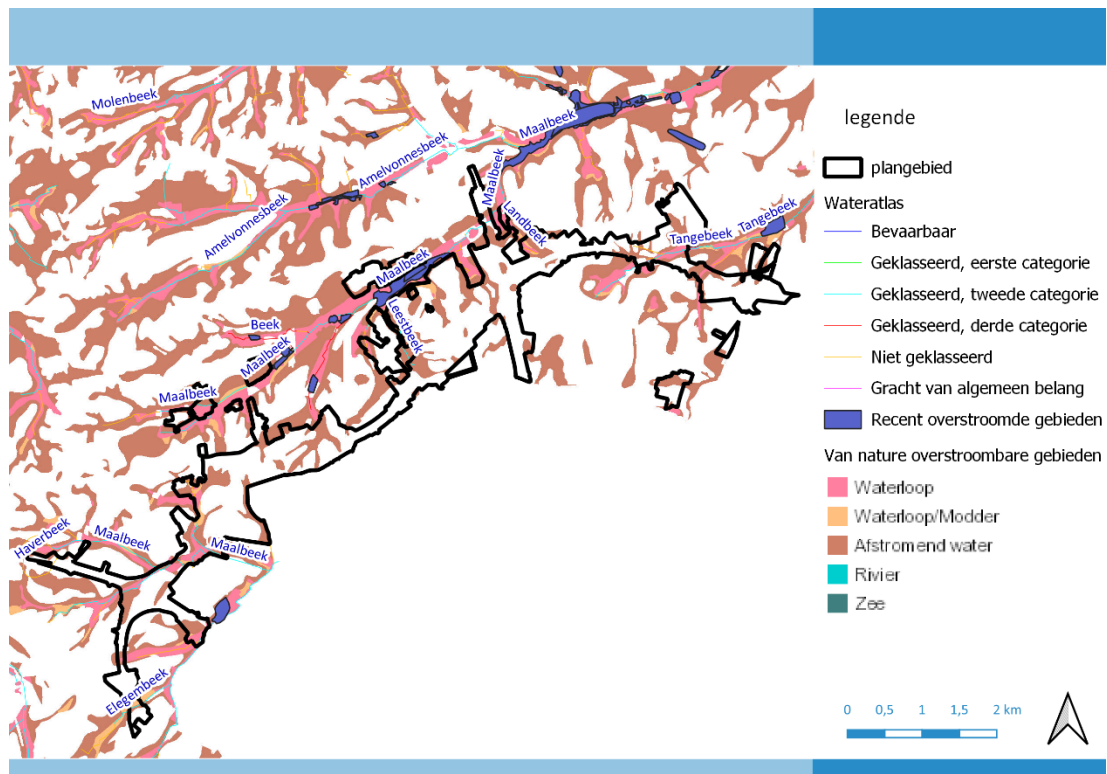 Molenbeek
Maalbeek
Amelvonnesbeek
Amelvonnesbeek
Maalbeek
Landbeek
Tangebeek
Tangebeek
Maalbeek
Leestbeek
Beek
Maalbeek
Maalbeek
Haverbeek
Maalbeek
Maalbeek
Elegembeek
legende
plangebied
Wateratlas
Bevaarbaar
Geklasseerd, eerste categorie
Geklasseerd, tweede categorie
Geklasseerd, derde categorie
Niet geklasseerd
Gracht van algemeen belang
Recent overstroomde gebieden
Van nature overstroombare gebieden
Waterloop
Waterloop/Modder
Afstromend water
Rivier
Zee
0 0,5 1 1,5 2 km